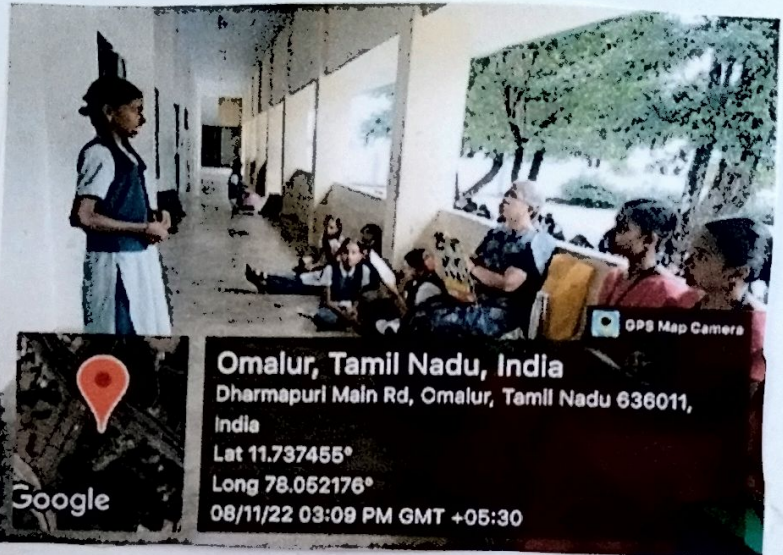 GPS Map Camera
Omalur, Tamil Nadu, India
Dharmapuri Main Rd, Omalur, Tamil Nadu 636011,
India
Lat 11.737455°
Long 78.052176°
08/11/22 03:09 PM GMT +05:30
Google